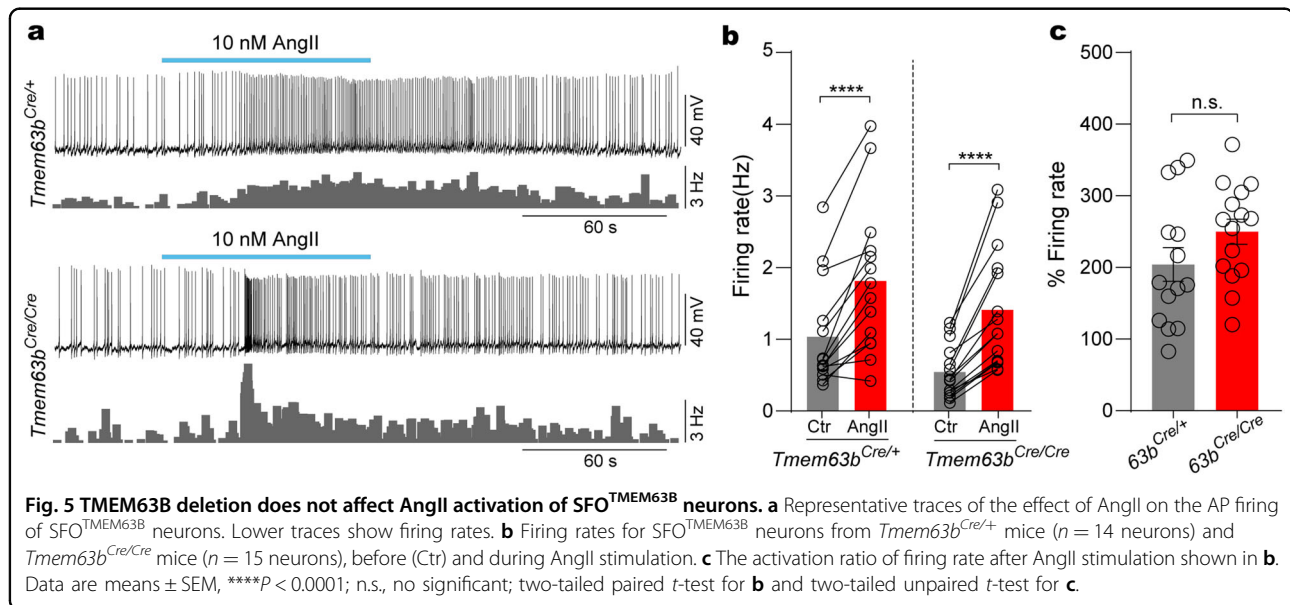 a
10 nM AngII
Tmem63b^Cre/+
40 mV
3 Hz
60 s
10 nM AngII
Tmem63b^Cre/Cre
40 mV
3 Hz
60 s
b
Firing rate(Hz)
5
4
3
2
1
0
****
****
Ctr AngII Ctr AngII
Tmem63b^Cre/+ Tmem63b^Cre/Cre
c
% Firing rate
500
400
300
200
100
0
n.s.
63b^Cre/+ 63b^Cre/Cre
Fig. 5 TMEM63B deletion does not affect AngII activation of SFO^TMEM63B neurons. a Representative traces of the effect of AngII on the AP firing
of SFO^TMEM63B neurons. Lower traces show firing rates. b Firing rates for SFO^TMEM63B neurons from Tmem63b^Cre/+ mice (n = 14 neurons) and
Tmem63b^Cre/Cre mice (n = 15 neurons), before (Ctr) and during AngII stimulation. c The activation ratio of firing rate after AngII stimulation shown in b.
Data are means ± SEM, ****P < 0.0001; n.s., no significant; two-tailed paired t-test for b and two-tailed unpaired t-test for c.